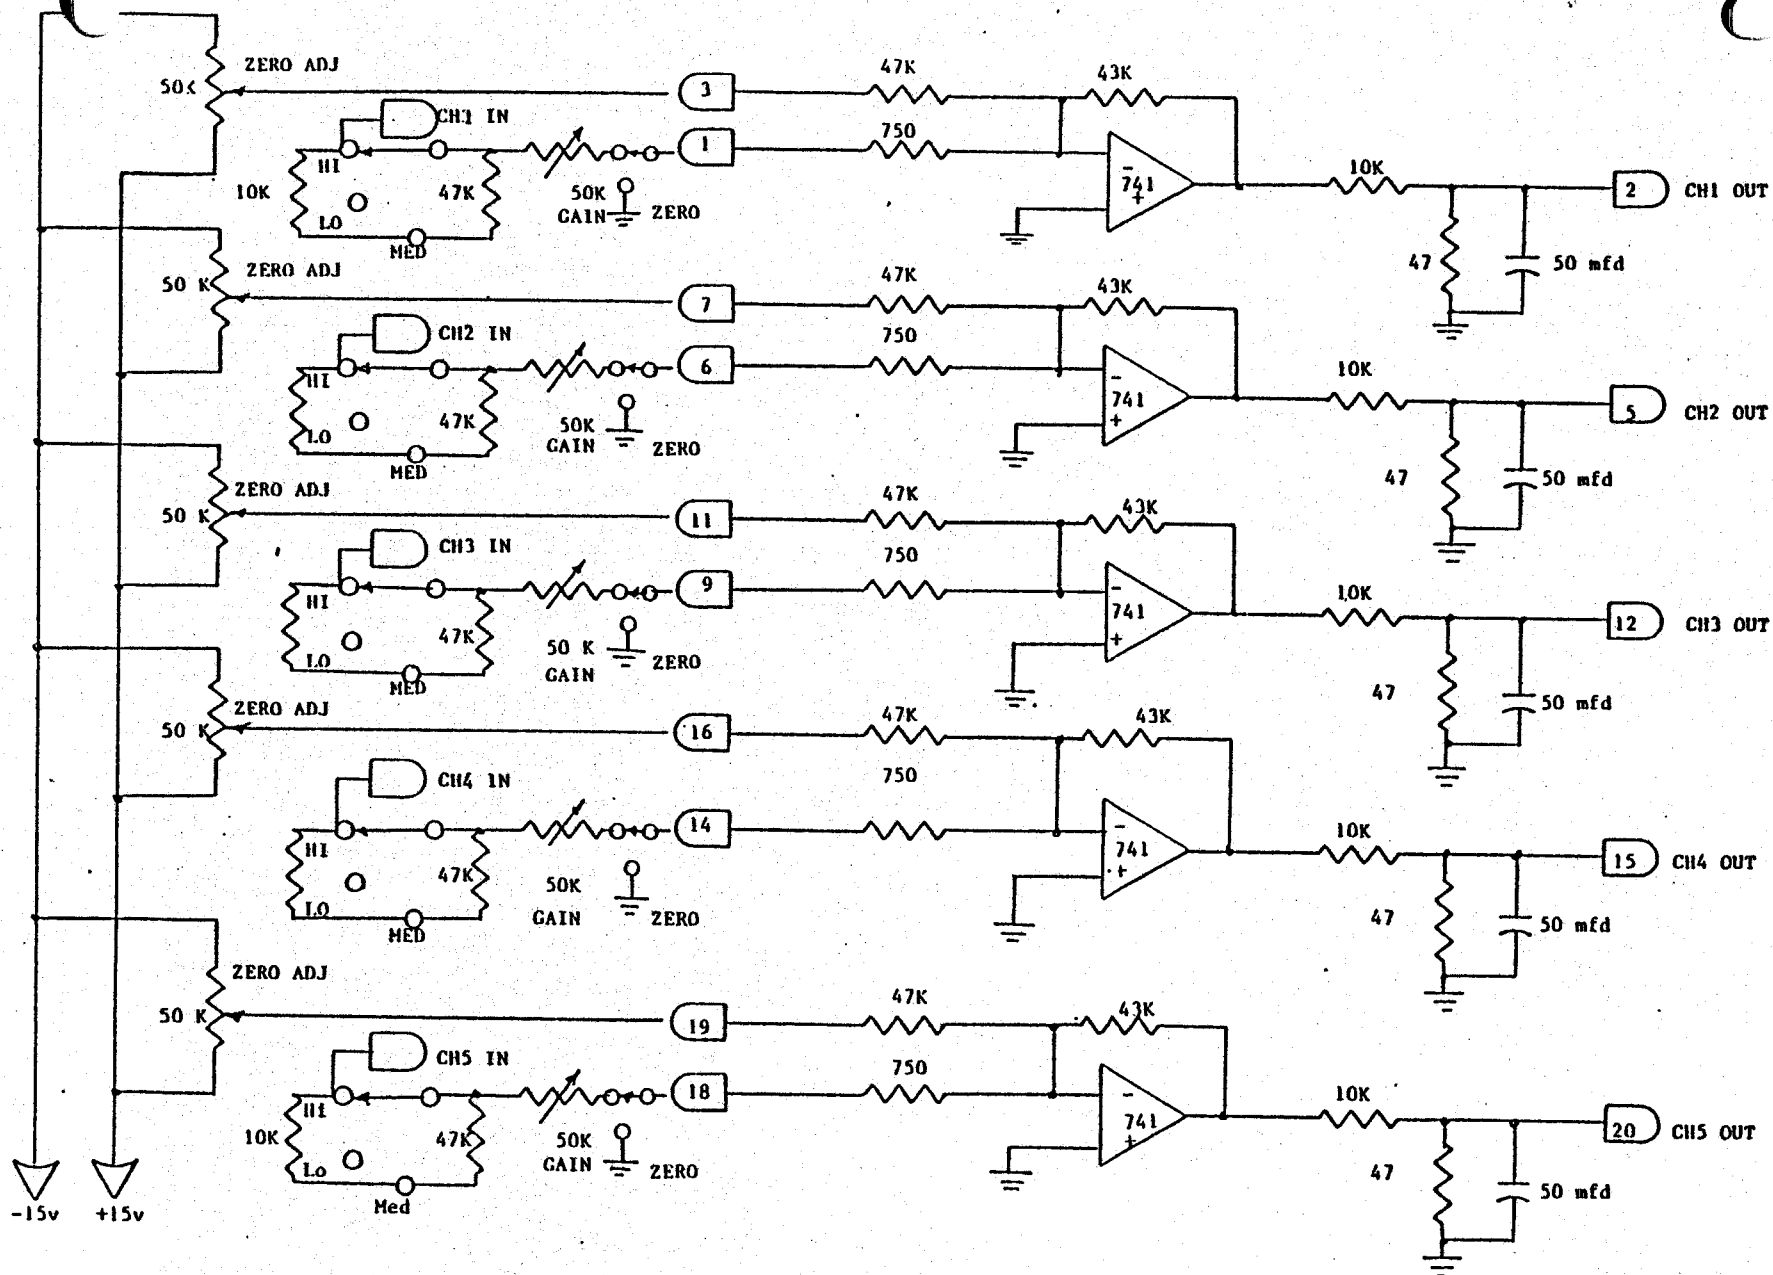 ZERO ADJ
50K
3
47K
43K
CH1 IN
HI
10K
LO
47K
MED
50K
GAIN
ZERO
1
750
-
741
+
10K
47
50 mfd
2
CH1 OUT
ZERO ADJ
50 K
7
47K
43K
CH2 IN
HI
LO
47K
MED
50K
GAIN
ZERO
6
750
-
741
+
10K
47
50 mfd
5
CH2 OUT
ZERO ADJ
50 K
11
47K
43K
CH3 IN
HI
LO
47K
MED
50 K
GAIN
ZERO
9
750
-
741
+
10K
47
50 mfd
12
CH3 OUT
ZERO ADJ
50 K
16
47K
43K
CH4 IN
HI
LO
47K
MED
50K
GAIN
ZERO
14
750
-
741
+
10K
47
50 mfd
15
CH4 OUT
ZERO ADJ
50 K
19
47K
43K
CH5 IN
HI
10K
Lo
47K
Med
50K
GAIN
ZERO
18
750
-
741
+
10K
47
50 mfd
20
CH5 OUT
-15v
+15v